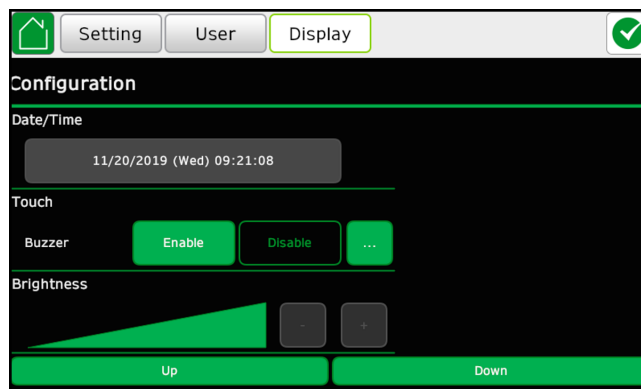 Setting User Display
Configuration
Date/Time
11/20/2019 (Wed) 09:21:08
Touch
Buzzer Enable Disable ...
Brightness
- +
Up Down